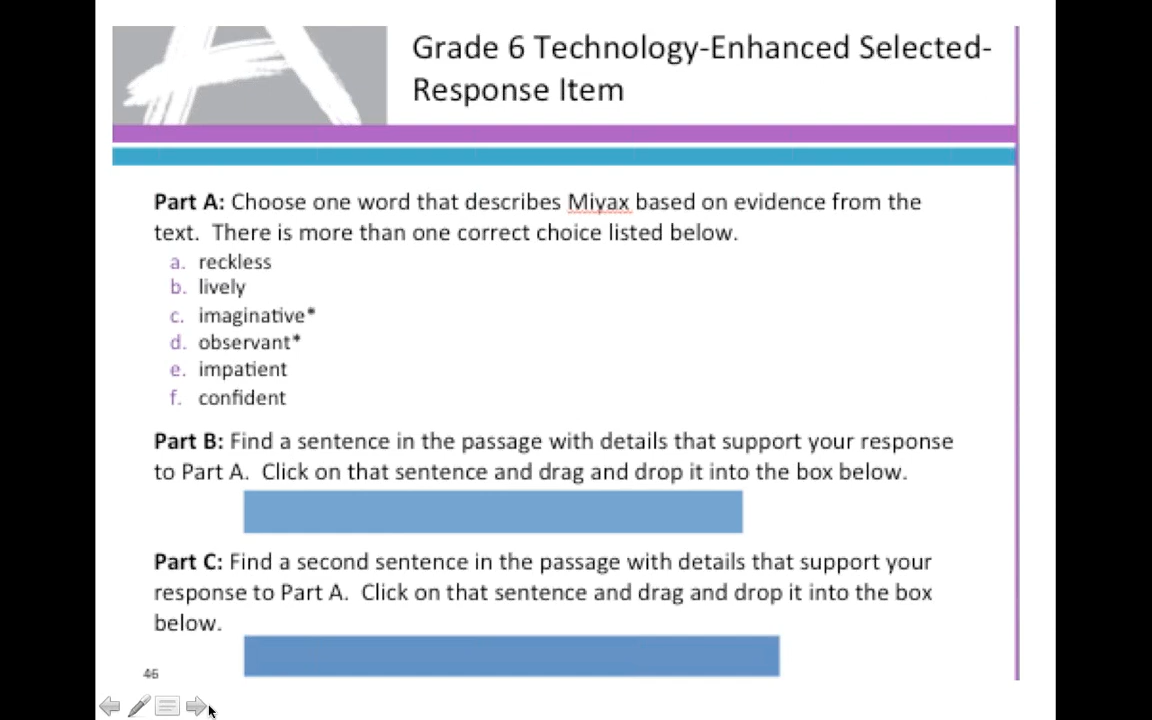 Grade 6 Technology-Enhanced Selected-
Response Item
Part A: Choose one word that describes Miyax based on evidence from the
text. There is more than one correct choice listed below.
a. reckless
b. lively
c. imaginative*
d. observant*
e. impatient
f. confident
Part B: Find a sentence in the passage with details that support your response
to Part A. Click on that sentence and drag and drop it into the box below.
Part C: Find a second sentence in the passage with details that support your
response to Part A. Click on that sentence and drag and drop it into the box
below.
46